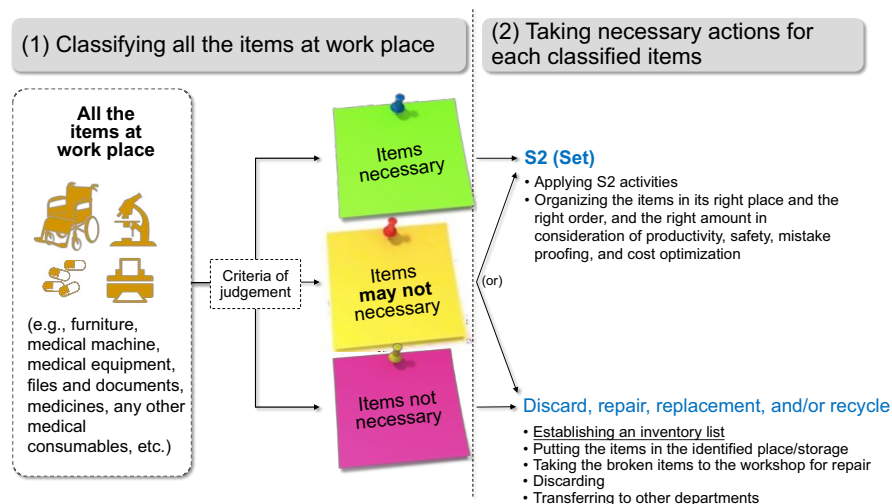 (1) Classifying all the items at work place
(2) Taking necessary actions for
each classified items
All the
items at
work place
(e.g., furniture,
medical machine,
medical equipment,
files and documents,
medicines, any other
medical
consumables, etc.)
Criteria of
judgement
Items
necessary
Items
may not
necessary
Items not
necessary
(or)
S2 (Set)
• Applying S2 activities
• Organizing the items in its right place and the
right order, and the right amount in
consideration of productivity, safety, mistake
proofing, and cost optimization
Discard, repair, replacement, and/or recycle
• Establishing an inventory list
• Putting the items in the identified place/storage
• Taking the broken items to the workshop for repair
• Discarding
• Transferring to other departments